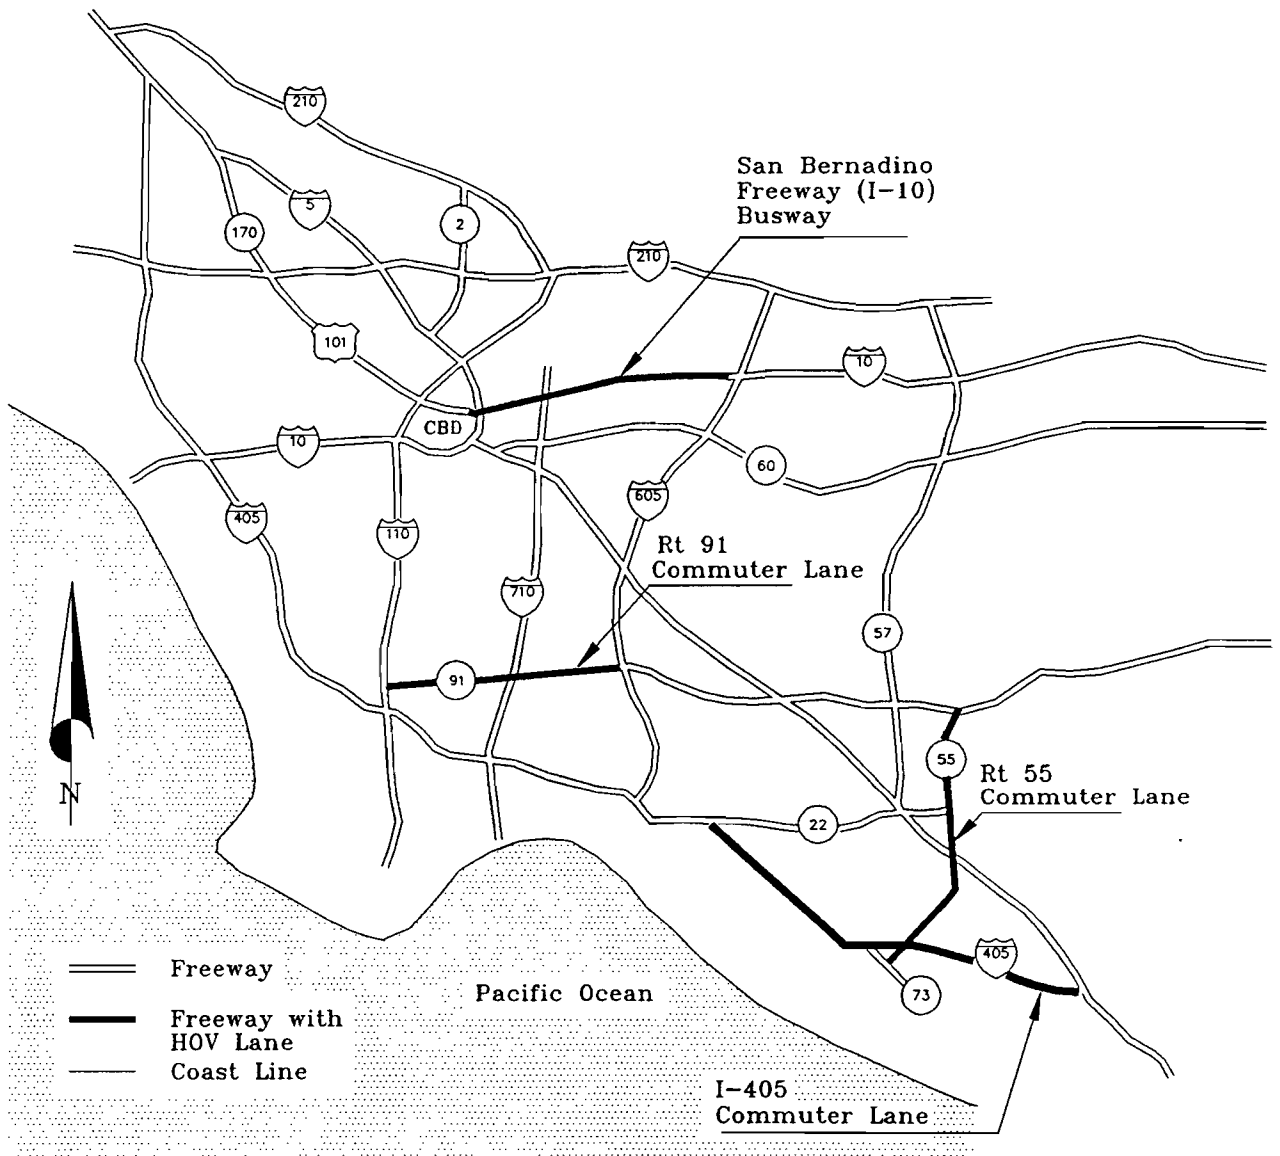 210
San Bernadino
Freeway (I-10)
Busway
5
170
2
210
101
10
CBD
10
60
605
405
110
Rt 91
Commuter Lane
710
57
91
55
Rt 55
Commuter Lane
22
N
405
Freeway
Pacific Ocean
73
Freeway with
HOV Lane
Coast Line
I-405
Commuter Lane